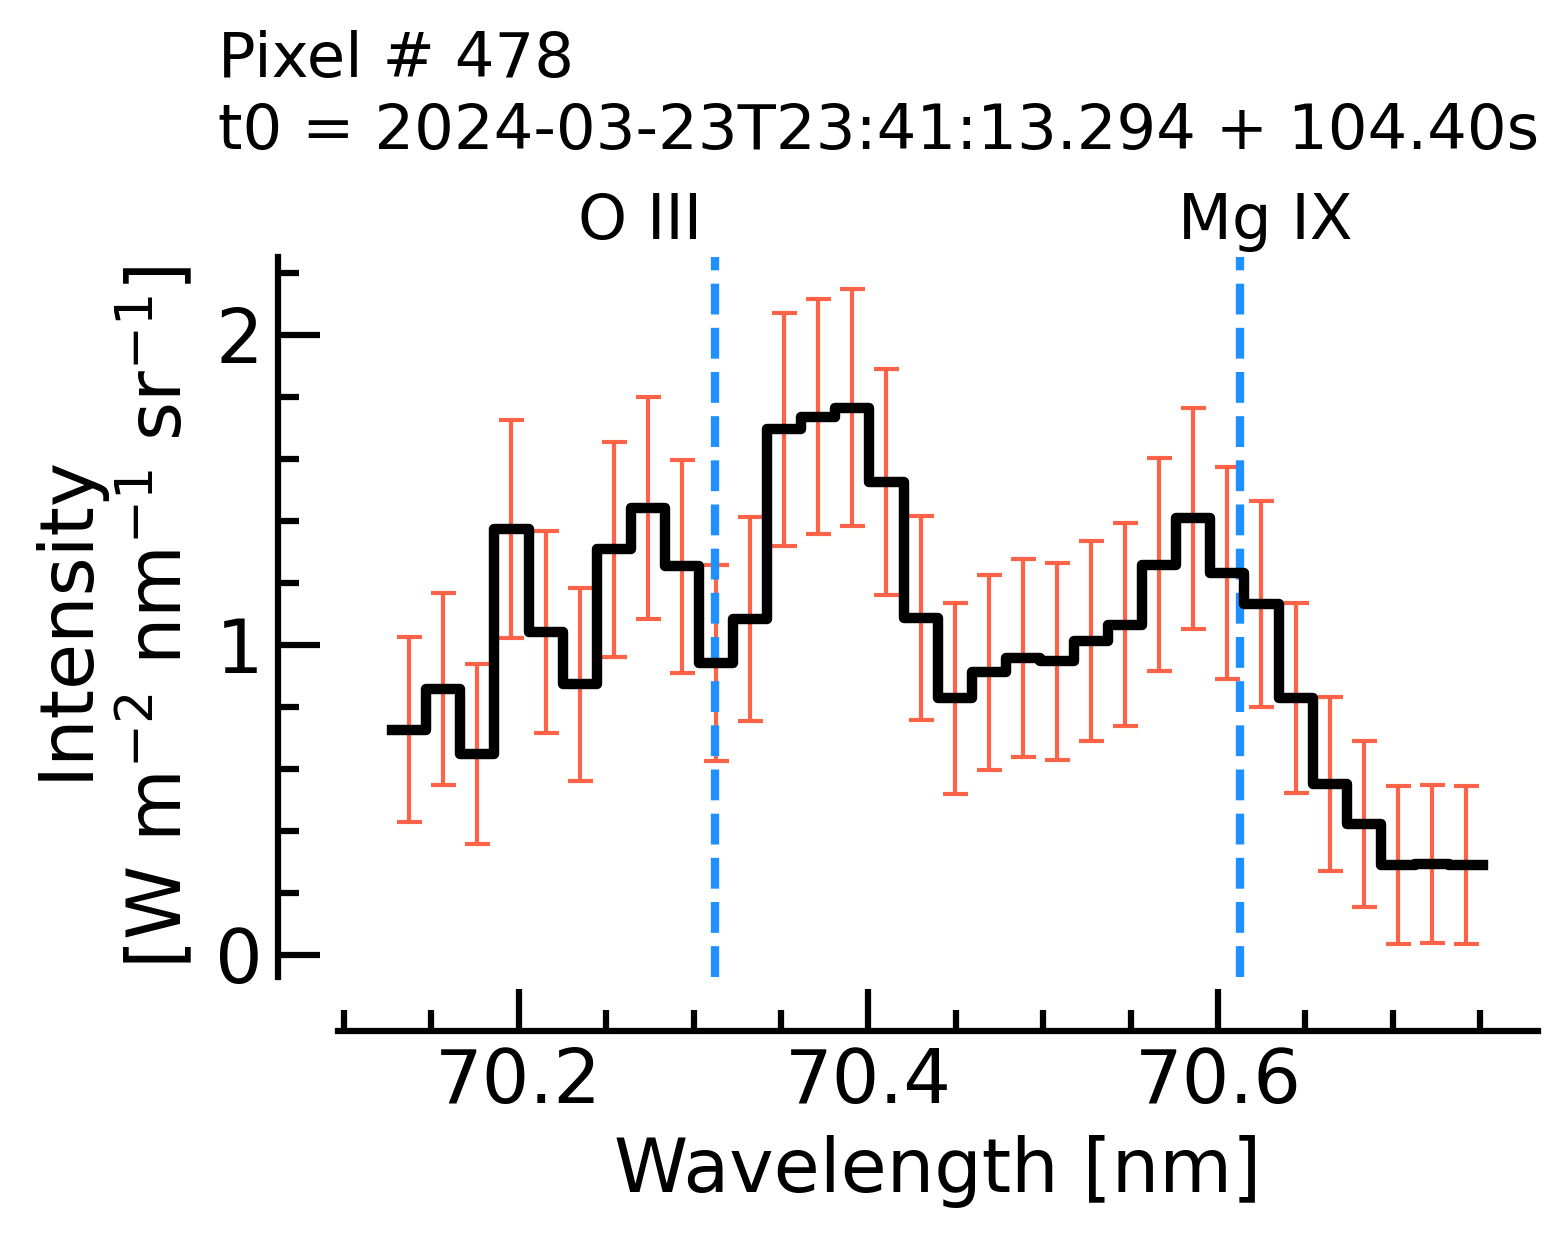 Pixel # 478
t0 = 2024-03-23T23:41:13.294 + 104.40s
O III Mg IX
Intensity
[W m⁻² nm⁻¹ sr⁻¹]
2
1
0
70.2 70.4 70.6
Wavelength [nm]